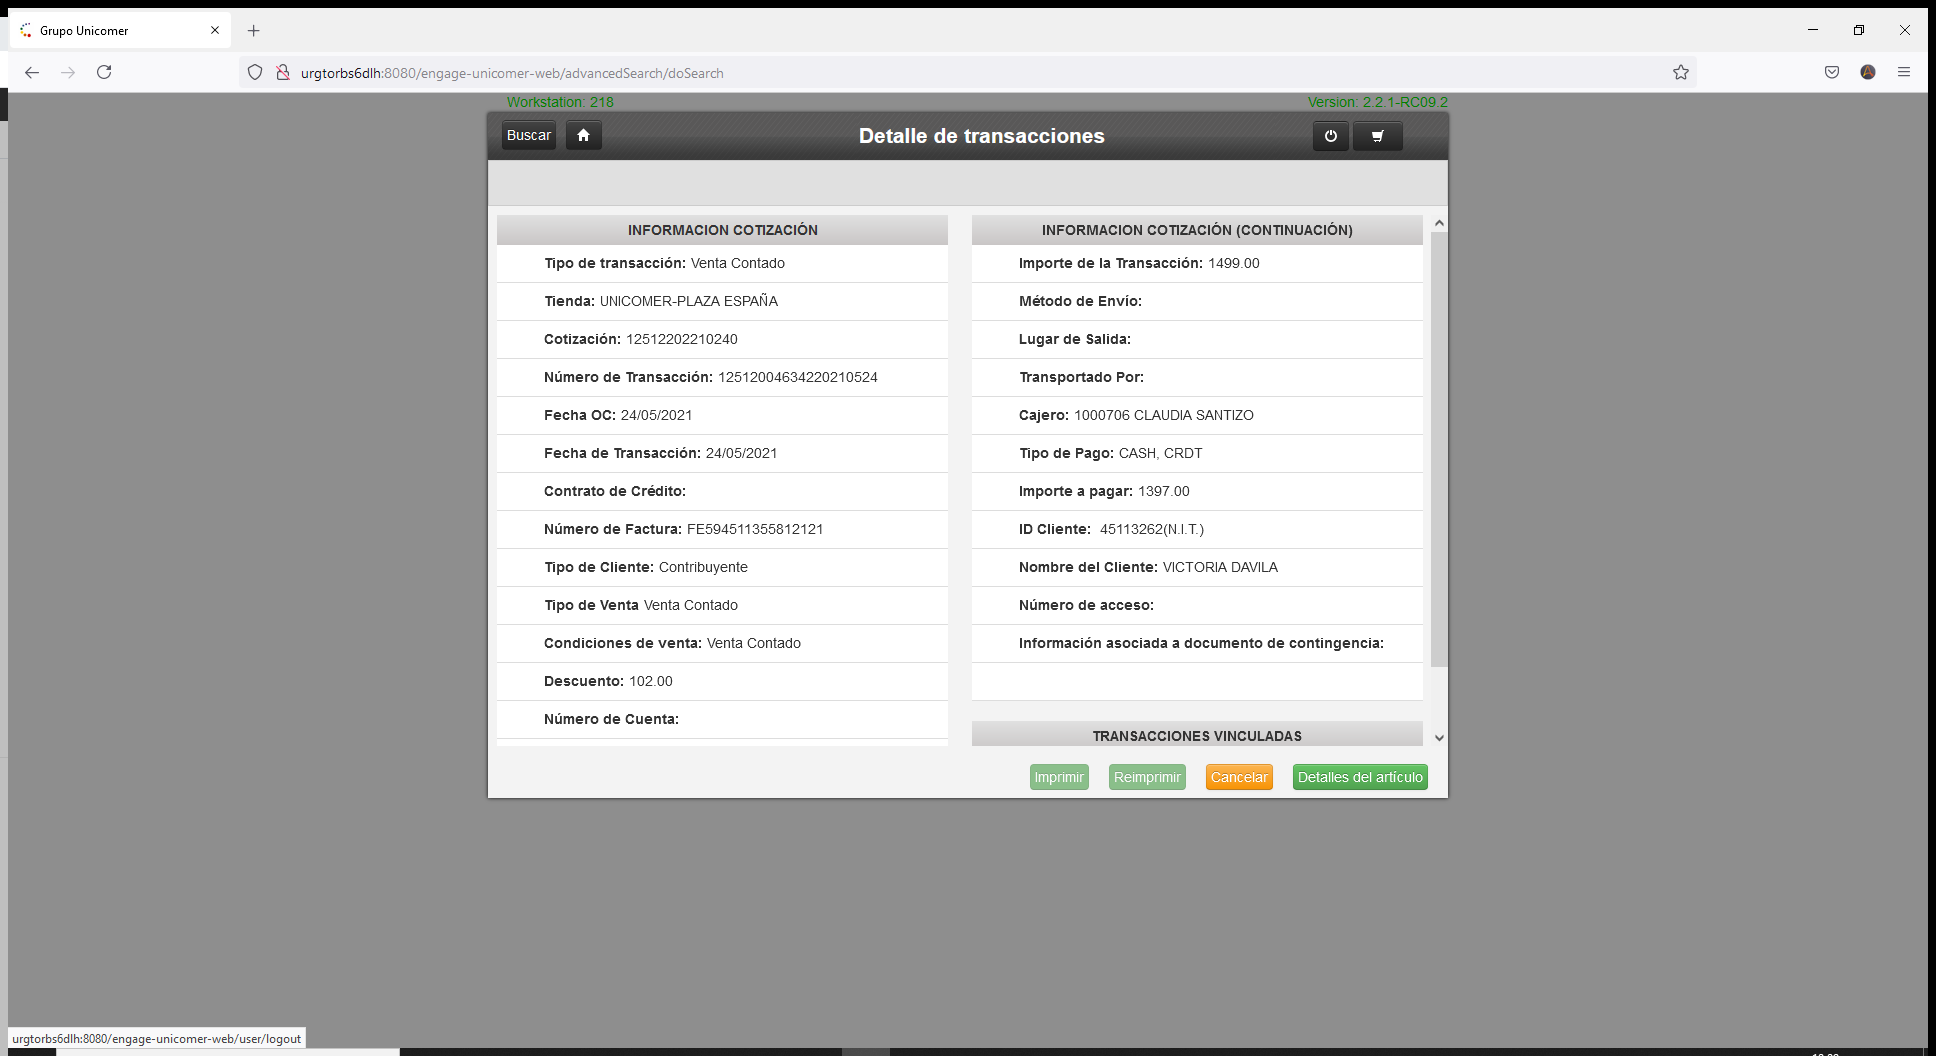 Grupo Unicomer
urgtorbs6dlh:8080/engage-unicomer-web/advancedSearch/doSearch
Workstation: 218
Version: 2.2.1-RC09.2
Buscar
Detalle de transacciones
INFORMACION COTIZACIÓN
Tipo de transacción: Venta Contado
Tienda: UNICOMER-PLAZA ESPAÑA
Cotización: 12512202210240
Número de Transacción: 12512004634220210524
Fecha OC: 24/05/2021
Fecha de Transacción: 24/05/2021
Contrato de Crédito:
Número de Factura: FE594511355812121
Tipo de Cliente: Contribuyente
Tipo de Venta Venta Contado
Condiciones de venta: Venta Contado
Descuento: 102.00
Número de Cuenta:
INFORMACION COTIZACIÓN (CONTINUACIÓN)
Importe de la Transacción: 1499.00
Método de Envío:
Lugar de Salida:
Transportado Por:
Cajero: 1000706 CLAUDIA SANTIZO
Tipo de Pago: CASH, CRDT
Importe a pagar: 1397.00
ID Cliente: 45113262(N.I.T.)
Nombre del Cliente: VICTORIA DAVILA
Número de acceso:
Información asociada a documento de contingencia:
TRANSACCIONES VINCULADAS
Imprimir
Reimprimir
Cancelar
Detalles del artículo
urgtorbs6dlh:8080/engage-unicomer-web/user/logout